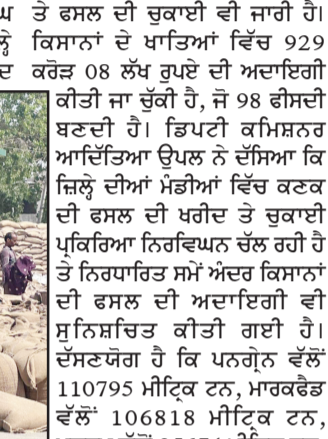 ਤੇ ਫਸਲ ਦੀ ਚੁਕਾਈ ਵੀ ਜਾਰੀ ਹੈ।
ਕਿਸਾਨਾਂ ਦੇ ਖਾਤਿਆਂ ਵਿੱਚ 929
ਕਰੋੜ 08 ਲੱਖ ਰੁਪਏ ਦੀ ਅਦਾਇਗੀ
ਕੀਤੀ ਜਾ ਚੁੱਕੀ ਹੈ, ਜੋ 98 ਫੀਸਦੀ
ਬਣਦੀ ਹੈ। ਡਿਪਟੀ ਕਮਿਸ਼ਨਰ
ਆਦਿੱਤਿਆ ਉਪਲ ਨੇ ਦੱਸਿਆ ਕਿ
ਜ਼ਿਲ੍ਹੇ ਦੀਆਂ ਮੰਡੀਆਂ ਵਿੱਚ ਕਣਕ
ਦੀ ਫਸਲ ਦੀ ਖਰੀਦ ਤੇ ਚੁਕਾਈ
ਪ੍ਰਕਿਰਿਆ ਨਿਰਵਿਘਨ ਚੱਲ ਰਹੀ ਹੈ
ਤੇ ਨਿਰਧਾਰਿਤ ਸਮੇਂ ਅੰਦਰ ਕਿਸਾਨਾਂ
ਦੀ ਫਸਲ ਦੀ ਅਦਾਇਗੀ ਵੀ
ਸੁਨਿਸ਼ਚਿਤ ਕੀਤੀ ਗਈ ਹੈ।
ਦੱਸਣਯੋਗ ਹੈ ਕਿ ਪਨਗ੍ਰੇਨ ਵੱਲੋਂ
110795 ਮੀਟ੍ਰਿਕ ਟਨ, ਮਾਰਕਫੈਡ
ਵੱਲੋਂ 106818 ਮੀਟ੍ਰਿਕ ਟਨ,